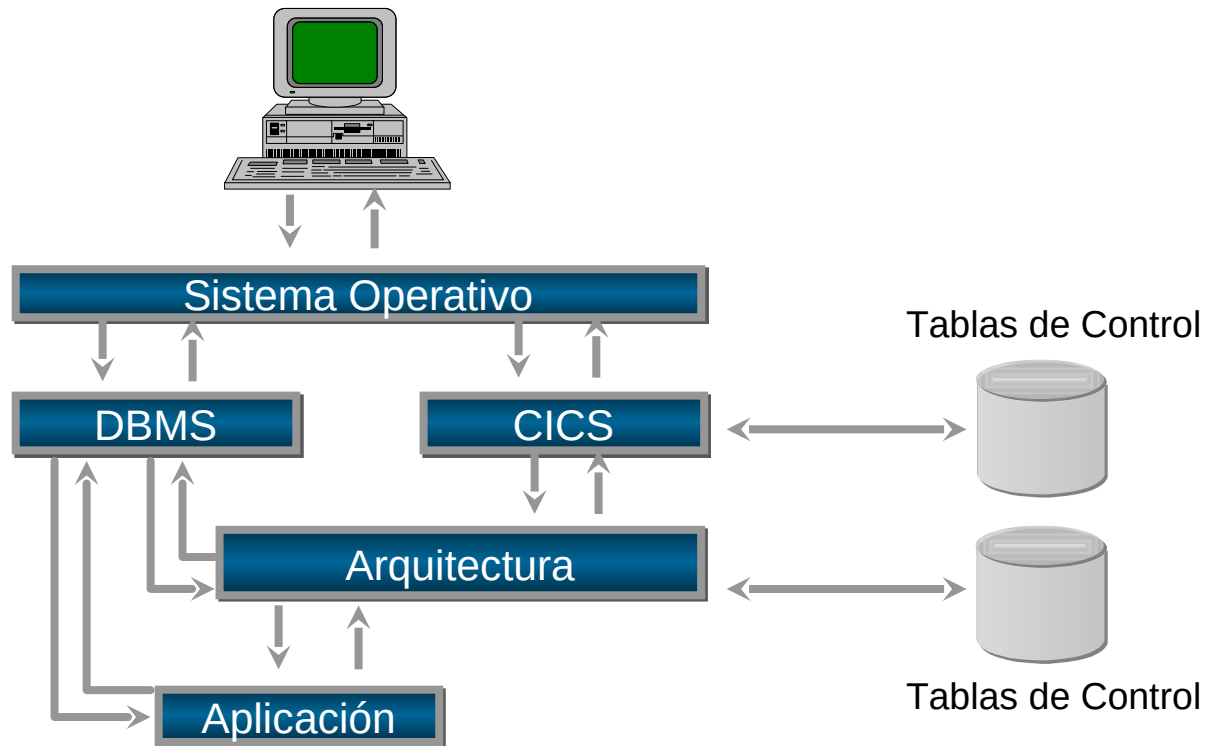 Sistema Operativo
Tablas de Control
DBMS
CICS
Arquitectura
Tablas de Control
Aplicación